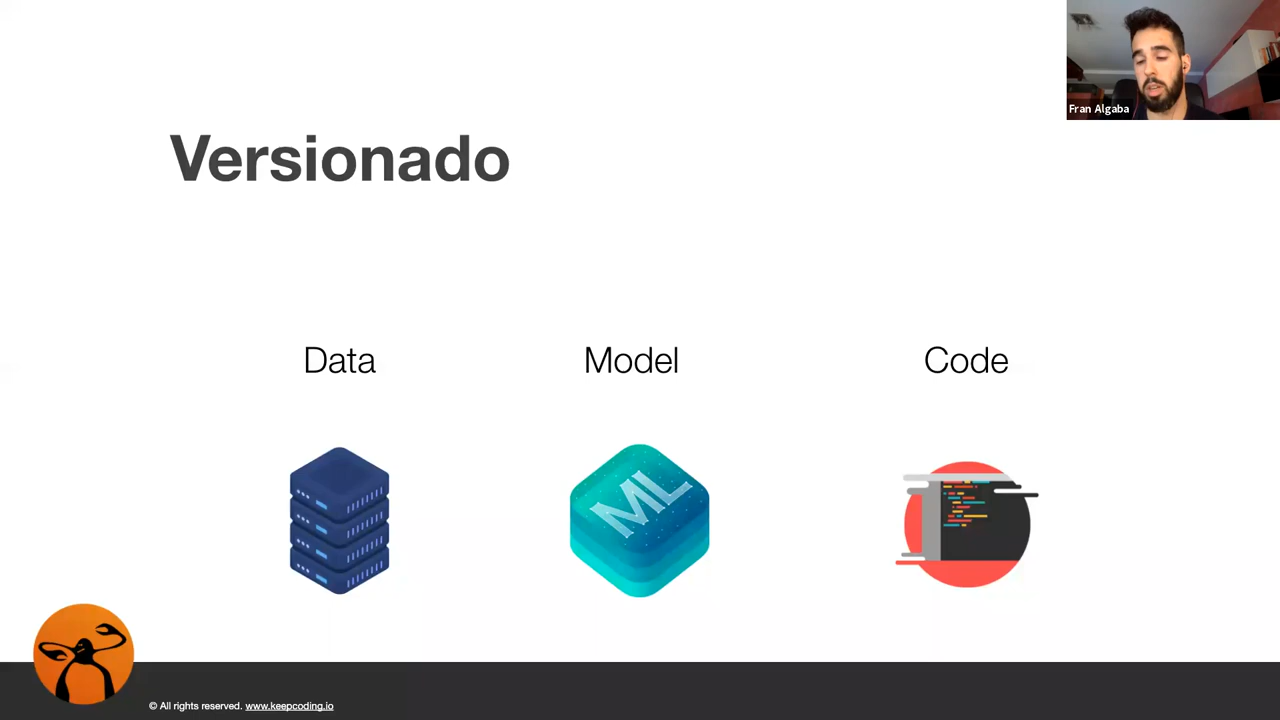 Fran Algaba
Versionado
Data
Model
Code
ML
© All rights reserved. www.keepcoding.io